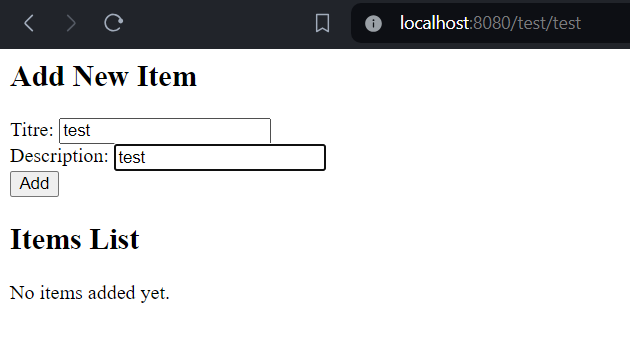 localhost:8080/test/test
Add New Item
Titre: test
Description: test
Add
Items List
No items added yet.